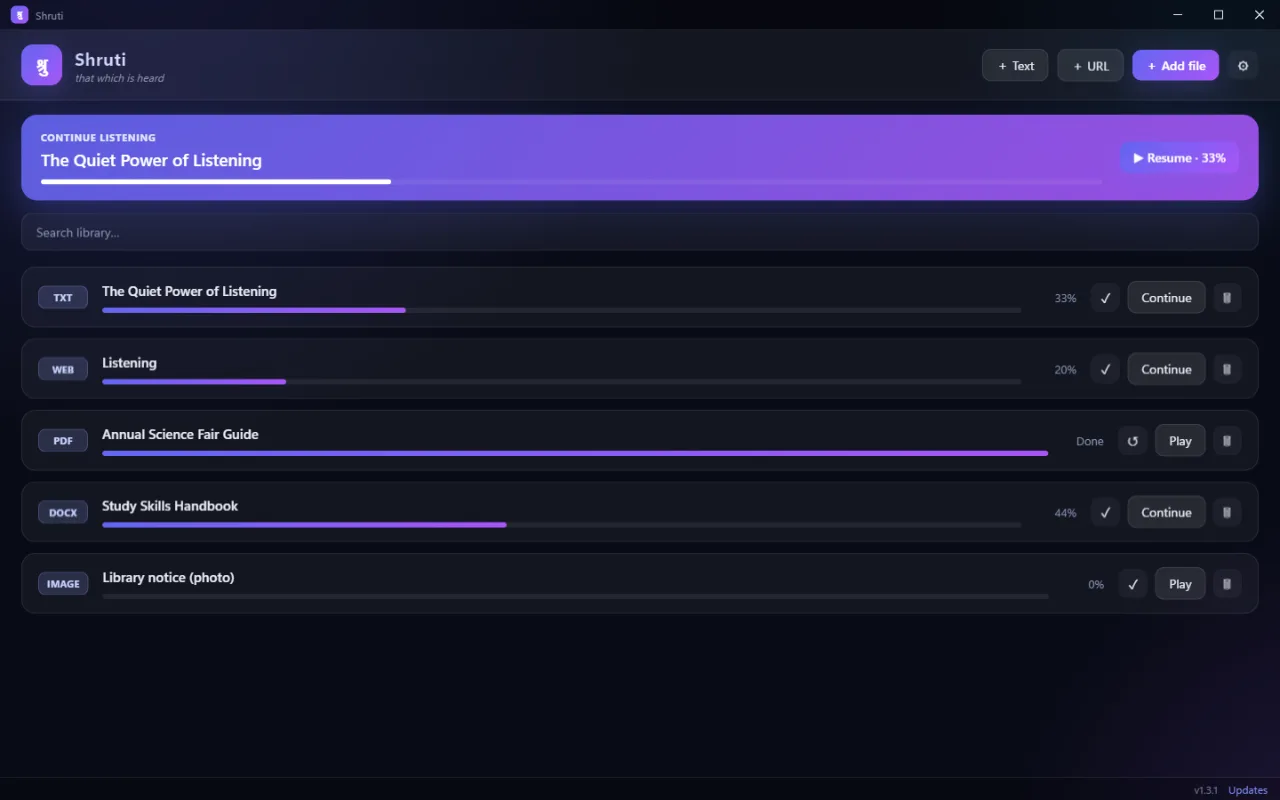 श्रु Shruti
श्रु
Shruti
that which is heard
+ Text
+ URL
+ Add file
CONTINUE LISTENING
The Quiet Power of Listening
▶ Resume · 33%
Search library...
TXT
The Quiet Power of Listening
33%
✓
Continue
WEB
Listening
20%
✓
Continue
PDF
Annual Science Fair Guide
Done
↺
Play
DOCX
Study Skills Handbook
44%
✓
Continue
IMAGE
Library notice (photo)
0%
✓
Play
v1.3.1 Updates